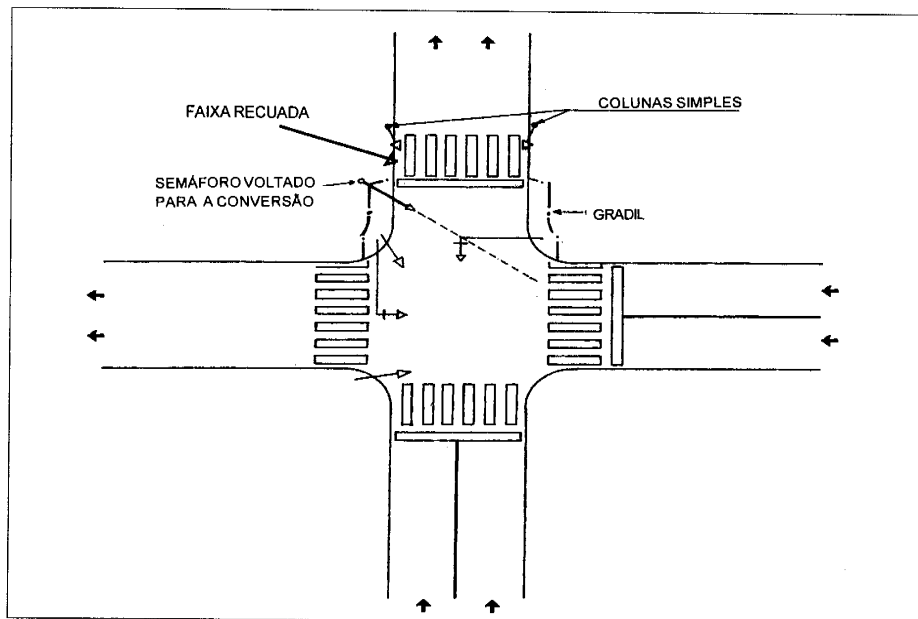 COLUNAS SIMPLES
FAIXA RECUADA
SEMÁFORO VOLTADO
PARA A CONVERSÃO
GRADIL